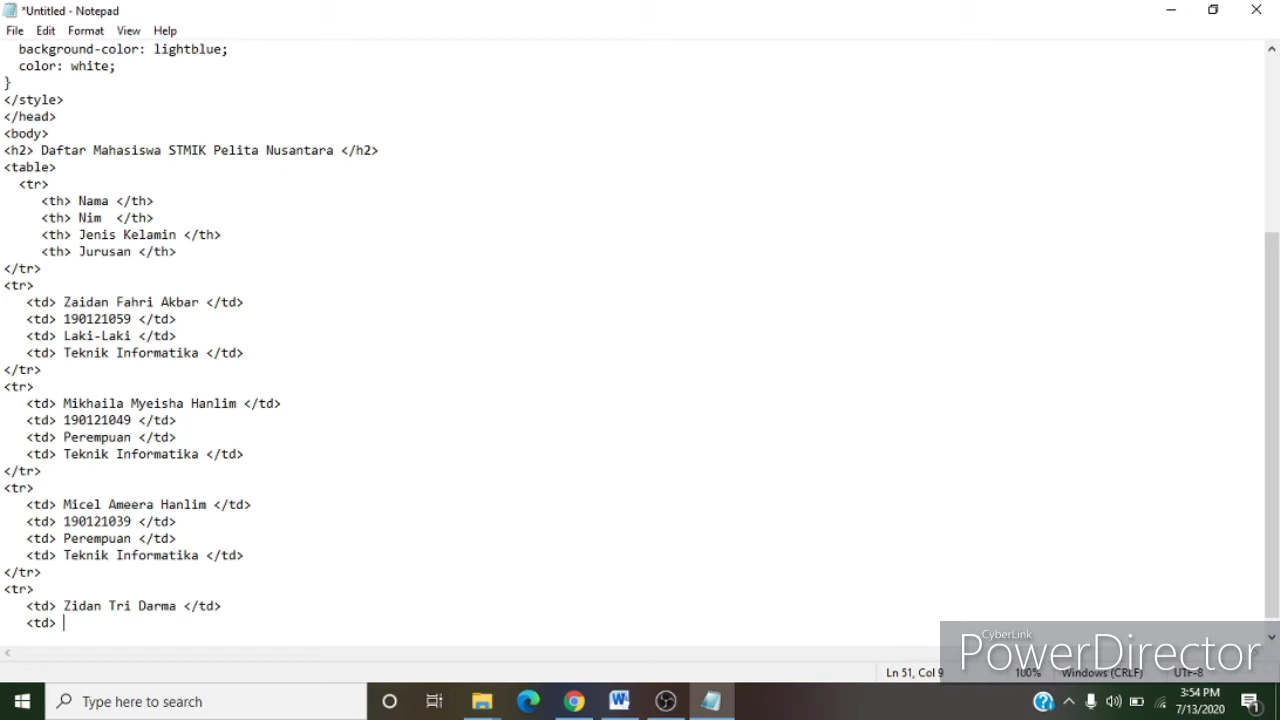 *Untitled - Notepad
File Edit Format View Help
background-color: lightblue;
color: white;
}
</style>
</head>
<body>
<h2> Daftar Mahasiswa STMIK Pelita Nusantara </h2>
<table>
<tr>
<th> Nama </th>
<th> Nim  </th>
<th> Jenis Kelamin </th>
<th> Jurusan </th>
</tr>
<tr>
<td> Zaidan Fahri Akbar </td>
<td> 190121059 </td>
<td> Laki-Laki </td>
<td> Teknik Informatika </td>
</tr>
<tr>
<td> Mikhaila Myeisha Hanlim </td>
<td> 190121049 </td>
<td> Perempuan </td>
<td> Teknik Informatika </td>
</tr>
<tr>
<td> Micel Ameera Hanlim </td>
<td> 190121039 </td>
<td> Perempuan </td>
<td> Teknik Informatika </td>
</tr>
<tr>
<td> Zidan Tri Darma </td>
<td>
CyberLink
PowerDirector
Ln 51, Col 9 100% Windows (CRLF) UTF-8
Type here to search
3:54 PM
7/13/2020
1